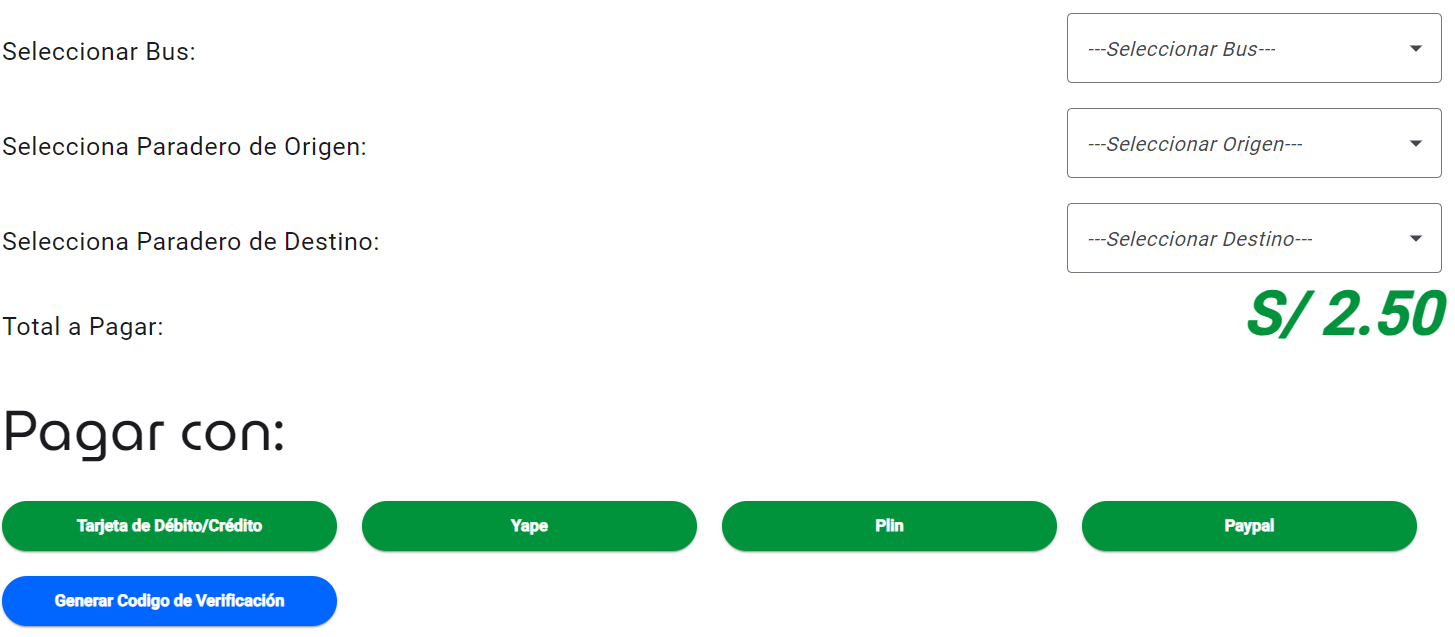 Seleccionar Bus:
---Seleccionar Bus---
Selecciona Paradero de Origen:
---Seleccionar Origen---
Selecciona Paradero de Destino:
---Seleccionar Destino---
Total a Pagar:
S/ 2.50
Pagar con:
Tarjeta de Débito/Crédito
Yape
Plin
Paypal
Generar Codigo de Verificación